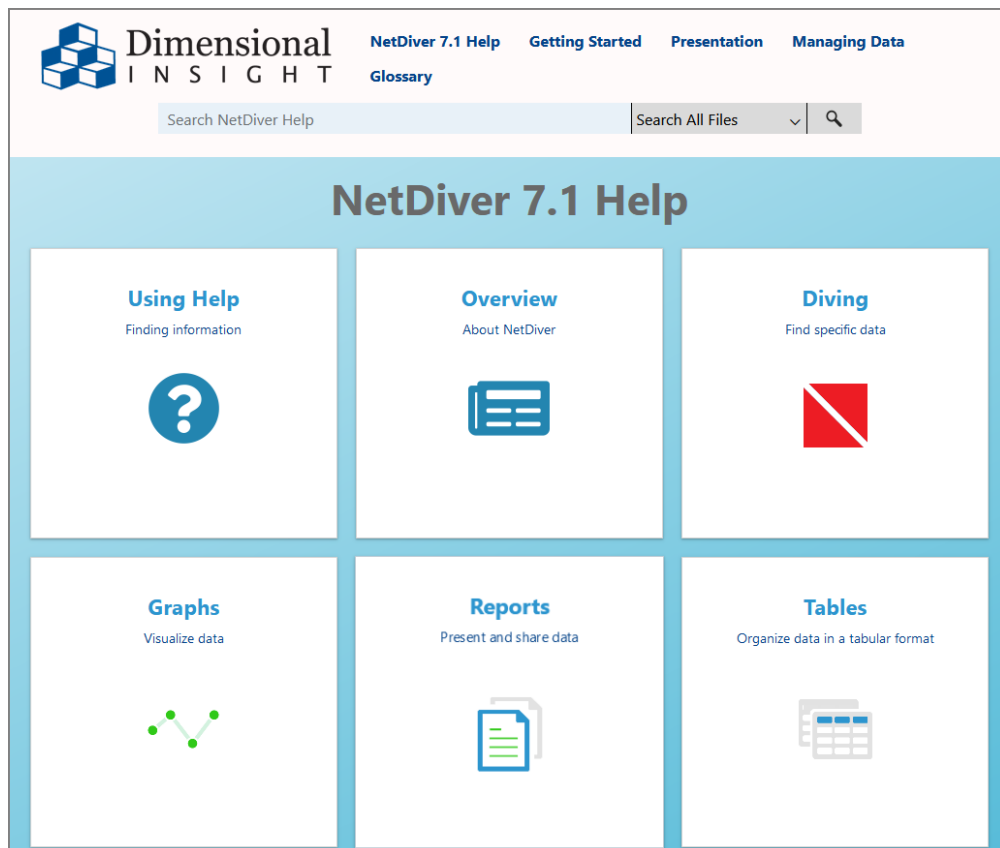 Dimensional
INSIGHT
NetDiver 7.1 Help Getting Started Presentation Managing Data
Glossary
Search NetDiver Help Search All Files
NetDiver 7.1 Help
Using Help
Finding information
Overview
About NetDiver
Diving
Find specific data
Graphs
Visualize data
Reports
Present and share data
Tables
Organize data in a tabular format